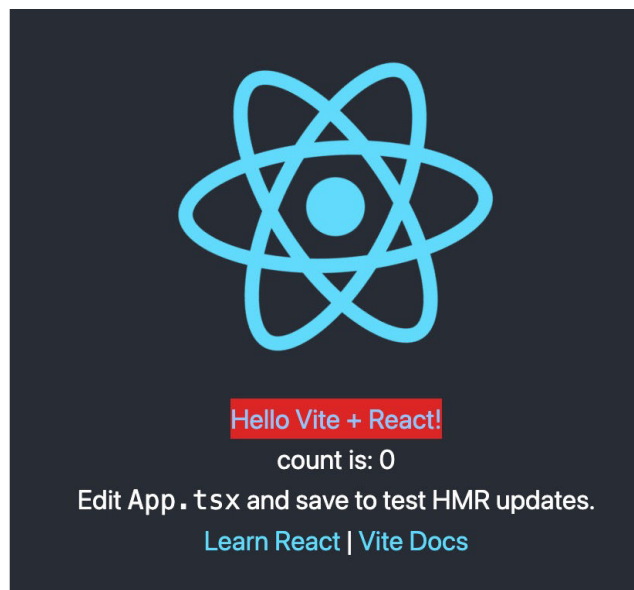 Hello Vite + React!
count is: 0
Edit App.tsx and save to test HMR updates.
Learn React | Vite Docs